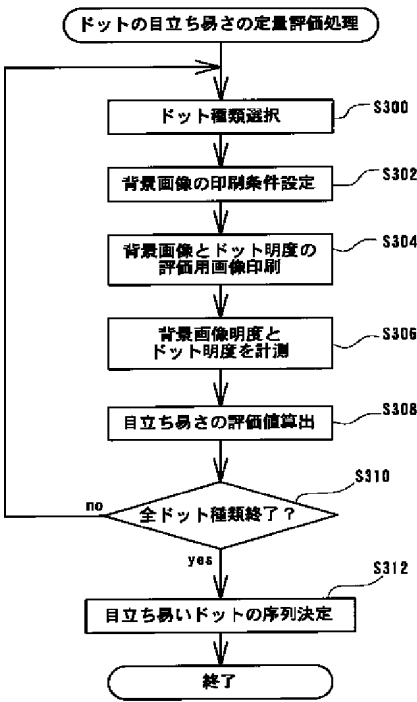 ドットの目立ち易さの定量評価処理
ドット種類選択
S300
背景画像の印刷条件設定
S302
背景画像とドット明度の
評価用画像印刷
S304
背景画像明度と
ドット明度を計測
S306
目立ち易さの評価値算出
S308
全ドット種類終了？
S310
no
yes
目立ち易いドットの序列決定
S312
終了